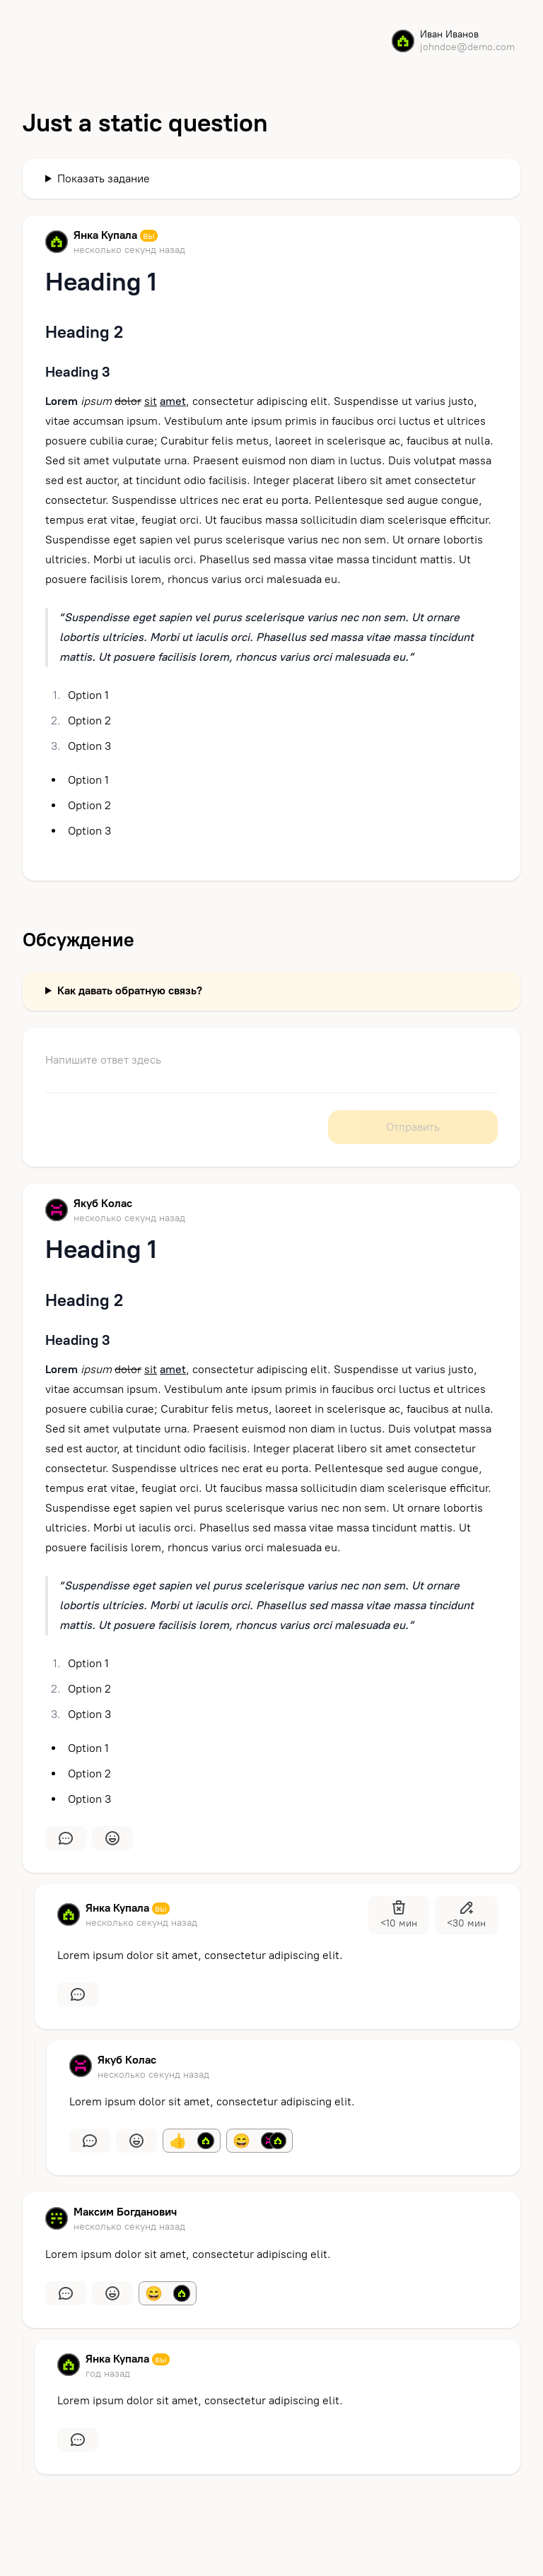 Иван Иванов
johndoe@demo.com
Just a static question
Показать задание
Янка Купала вы
несколько секунд назад
Heading 1
Heading 2
Heading 3
Lorem ipsum dolor sit amet, consectetur adipiscing elit. Suspendisse ut varius justo,
vitae accumsan ipsum. Vestibulum ante ipsum primis in faucibus orci luctus et ultrices
posuere cubilia curae; Curabitur felis metus, laoreet in scelerisque ac, faucibus at nulla.
Sed sit amet vulputate urna. Praesent euismod non diam in luctus. Duis volutpat massa
sed est auctor, at tincidunt odio facilisis. Integer placerat libero sit amet consectetur
consectetur. Suspendisse ultrices nec erat eu porta. Pellentesque sed augue congue,
tempus erat vitae, feugiat orci. Ut faucibus massa sollicitudin diam scelerisque efficitur.
Suspendisse eget sapien vel purus scelerisque varius nec non sem. Ut ornare lobortis
ultricies. Morbi ut iaculis orci. Phasellus sed massa vitae massa tincidunt mattis. Ut
posuere facilisis lorem, rhoncus varius orci malesuada eu.
“Suspendisse eget sapien vel purus scelerisque varius nec non sem. Ut ornare
lobortis ultricies. Morbi ut iaculis orci. Phasellus sed massa vitae massa tincidunt
mattis. Ut posuere facilisis lorem, rhoncus varius orci malesuada eu.”
1. Option 1
2. Option 2
3. Option 3
• Option 1
• Option 2
• Option 3
Обсуждение
Как давать обратную связь?
Напишите ответ здесь
Отправить
Якуб Колас
несколько секунд назад
Heading 1
Heading 2
Heading 3
Lorem ipsum dolor sit amet, consectetur adipiscing elit. Suspendisse ut varius justo,
vitae accumsan ipsum. Vestibulum ante ipsum primis in faucibus orci luctus et ultrices
posuere cubilia curae; Curabitur felis metus, laoreet in scelerisque ac, faucibus at nulla.
Sed sit amet vulputate urna. Praesent euismod non diam in luctus. Duis volutpat massa
sed est auctor, at tincidunt odio facilisis. Integer placerat libero sit amet consectetur
consectetur. Suspendisse ultrices nec erat eu porta. Pellentesque sed augue congue,
tempus erat vitae, feugiat orci. Ut faucibus massa sollicitudin diam scelerisque efficitur.
Suspendisse eget sapien vel purus scelerisque varius nec non sem. Ut ornare lobortis
ultricies. Morbi ut iaculis orci. Phasellus sed massa vitae massa tincidunt mattis. Ut
posuere facilisis lorem, rhoncus varius orci malesuada eu.
“Suspendisse eget sapien vel purus scelerisque varius nec non sem. Ut ornare
lobortis ultricies. Morbi ut iaculis orci. Phasellus sed massa vitae massa tincidunt
mattis. Ut posuere facilisis lorem, rhoncus varius orci malesuada eu.”
1. Option 1
2. Option 2
3. Option 3
• Option 1
• Option 2
• Option 3
Янка Купала вы
несколько секунд назад
<10 мин
<30 мин
Lorem ipsum dolor sit amet, consectetur adipiscing elit.
Якуб Колас
несколько секунд назад
Lorem ipsum dolor sit amet, consectetur adipiscing elit.
Максим Богданович
несколько секунд назад
Lorem ipsum dolor sit amet, consectetur adipiscing elit.
Янка Купала вы
год назад
Lorem ipsum dolor sit amet, consectetur adipiscing elit.